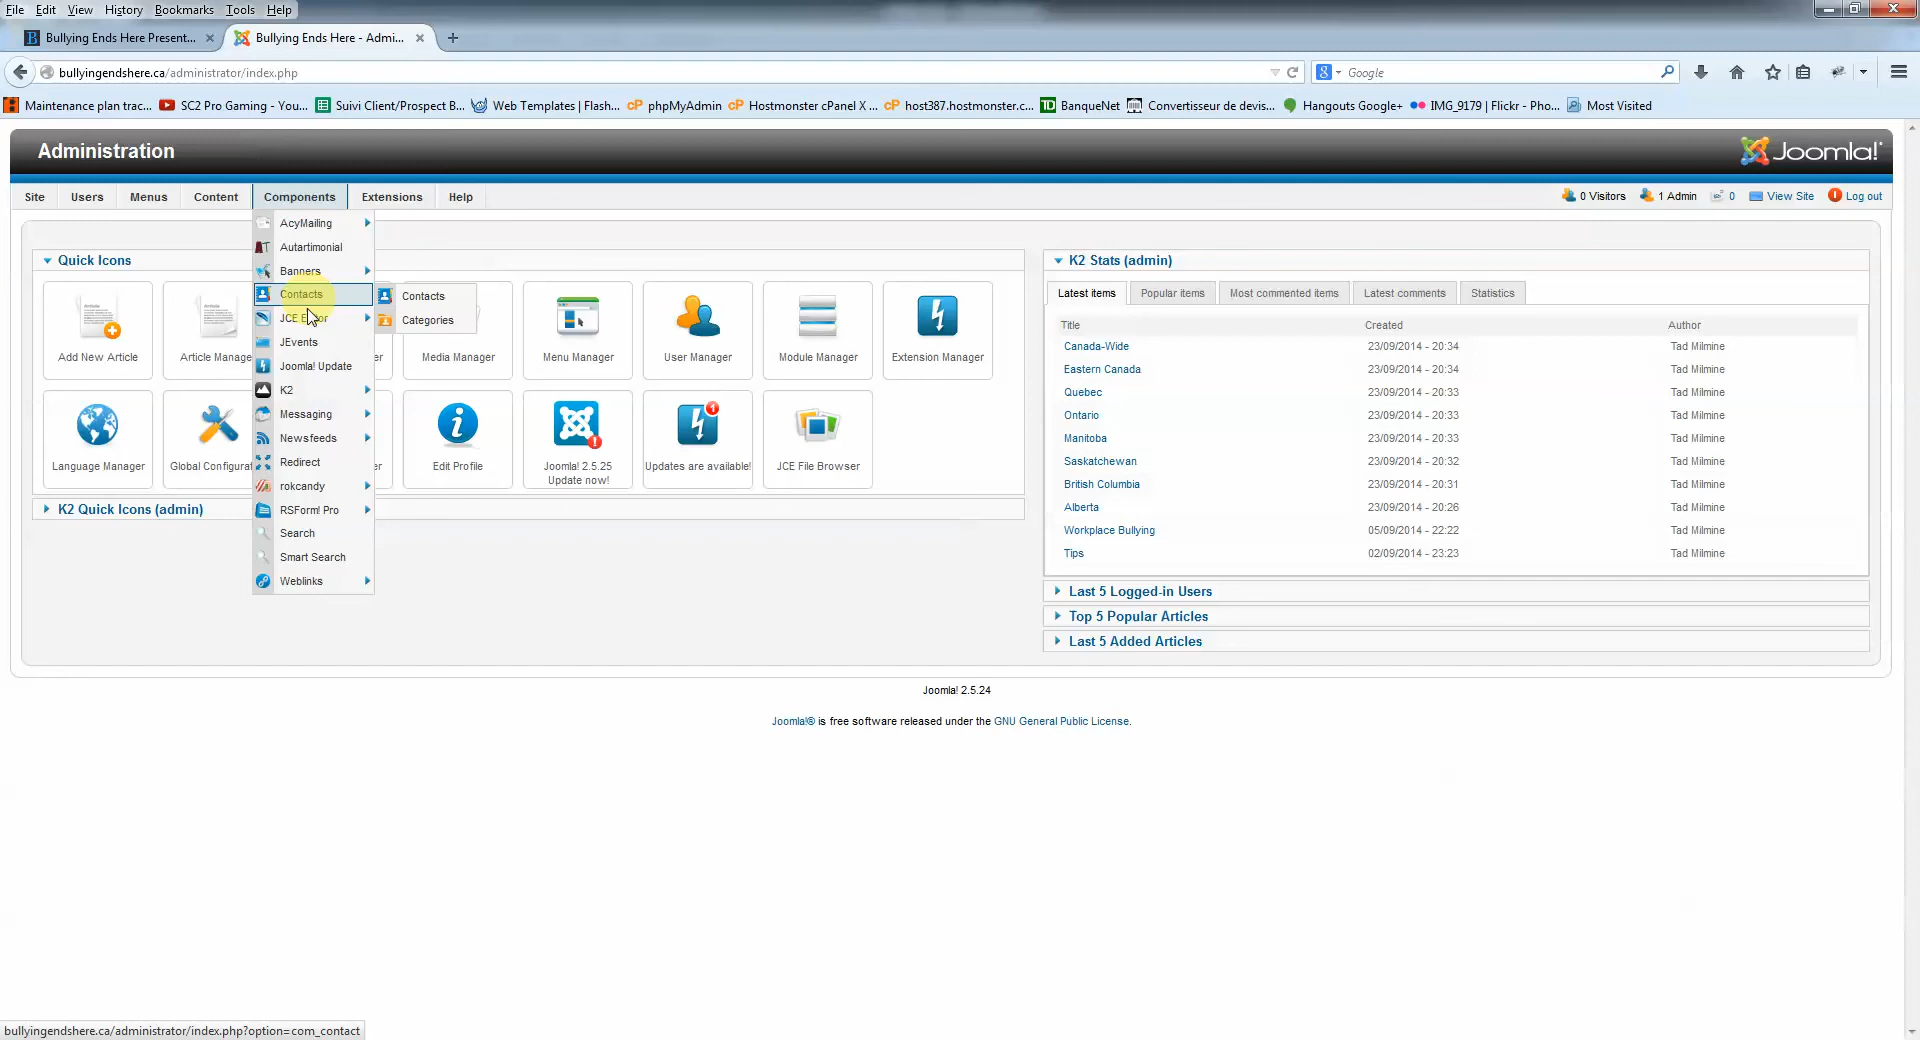 File Edit View History Bookmarks Tools Help
Bullying Ends Here Present... Bullying Ends Here - Admi...
bullyingendshere.ca/administrator/index.php Google
Maintenance plan trac... SC2 Pro Gaming - You... Suivi Client/Prospect B... Web Templates | Flash... phpMyAdmin Hostmonster cPanel X ... host387.hostmonster.c... BanqueNet Convertisseur de devis... Hangouts Google+ IMG_9179 | Flickr - Pho... Most Visited
Administration Joomla!
Site Users Menus Content Components Extensions Help 0 Visitors 1 Admin 0 View Site Log out
AcyMailing
Autartimonial
Banners
Contacts
JCE
JEvents
Joomla! Update
K2
Messaging
Newsfeeds
Redirect
rokcandy
RSForm! Pro
Search
Smart Search
Weblinks
Contacts
Categories
Quick Icons
Add New Article
Article Manage
Media Manager
Menu Manager
User Manager
Module Manager
Extension Manager
Language Manager
Global Configurat
Edit Profile
Joomla! 2.5.25
Update now!
Updates are available!
JCE File Browser
K2 Quick Icons (admin)
K2 Stats (admin)
Latest items Popular items Most commented items Latest comments Statistics
Title Created Author
Canada-Wide 23/09/2014 - 20:34 Tad Milmine
Eastern Canada 23/09/2014 - 20:34 Tad Milmine
Quebec 23/09/2014 - 20:33 Tad Milmine
Ontario 23/09/2014 - 20:33 Tad Milmine
Manitoba 23/09/2014 - 20:33 Tad Milmine
Saskatchewan 23/09/2014 - 20:32 Tad Milmine
British Columbia 23/09/2014 - 20:31 Tad Milmine
Alberta 23/09/2014 - 20:26 Tad Milmine
Workplace Bullying 05/09/2014 - 22:22 Tad Milmine
Tips 02/09/2014 - 23:23 Tad Milmine
Last 5 Logged-in Users
Top 5 Popular Articles
Last 5 Added Articles
Joomla! 2.5.24
Joomla!® is free software released under the GNU General Public License.
bullyingendshere.ca/administrator/index.php?option=com_contact